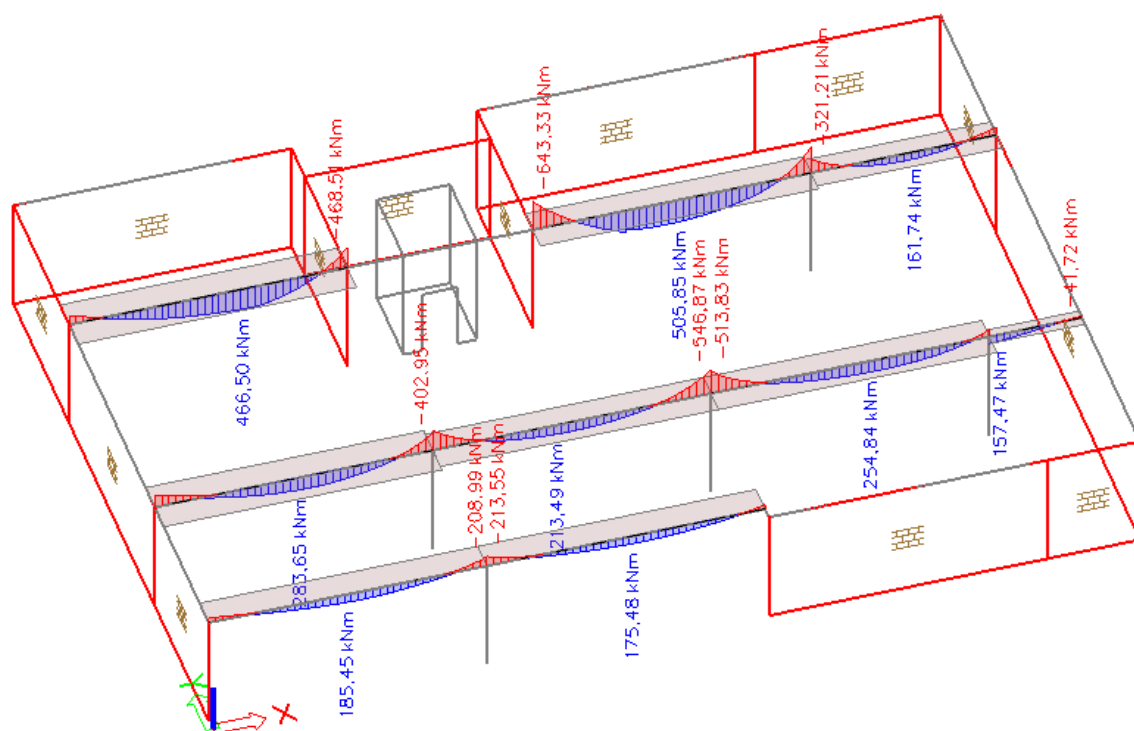 -468,51 kNm
-643,33 kNm
-321,21 kNm
466,50 kNm
505,85 kNm
161,74 kNm
-402,95 kNm
-546,87 kNm
-513,83 kNm
-41,72 kNm
283,65 kNm
213,49 kNm
254,84 kNm
157,47 kNm
-208,99 kNm
-213,55 kNm
185,45 kNm
175,48 kNm
X